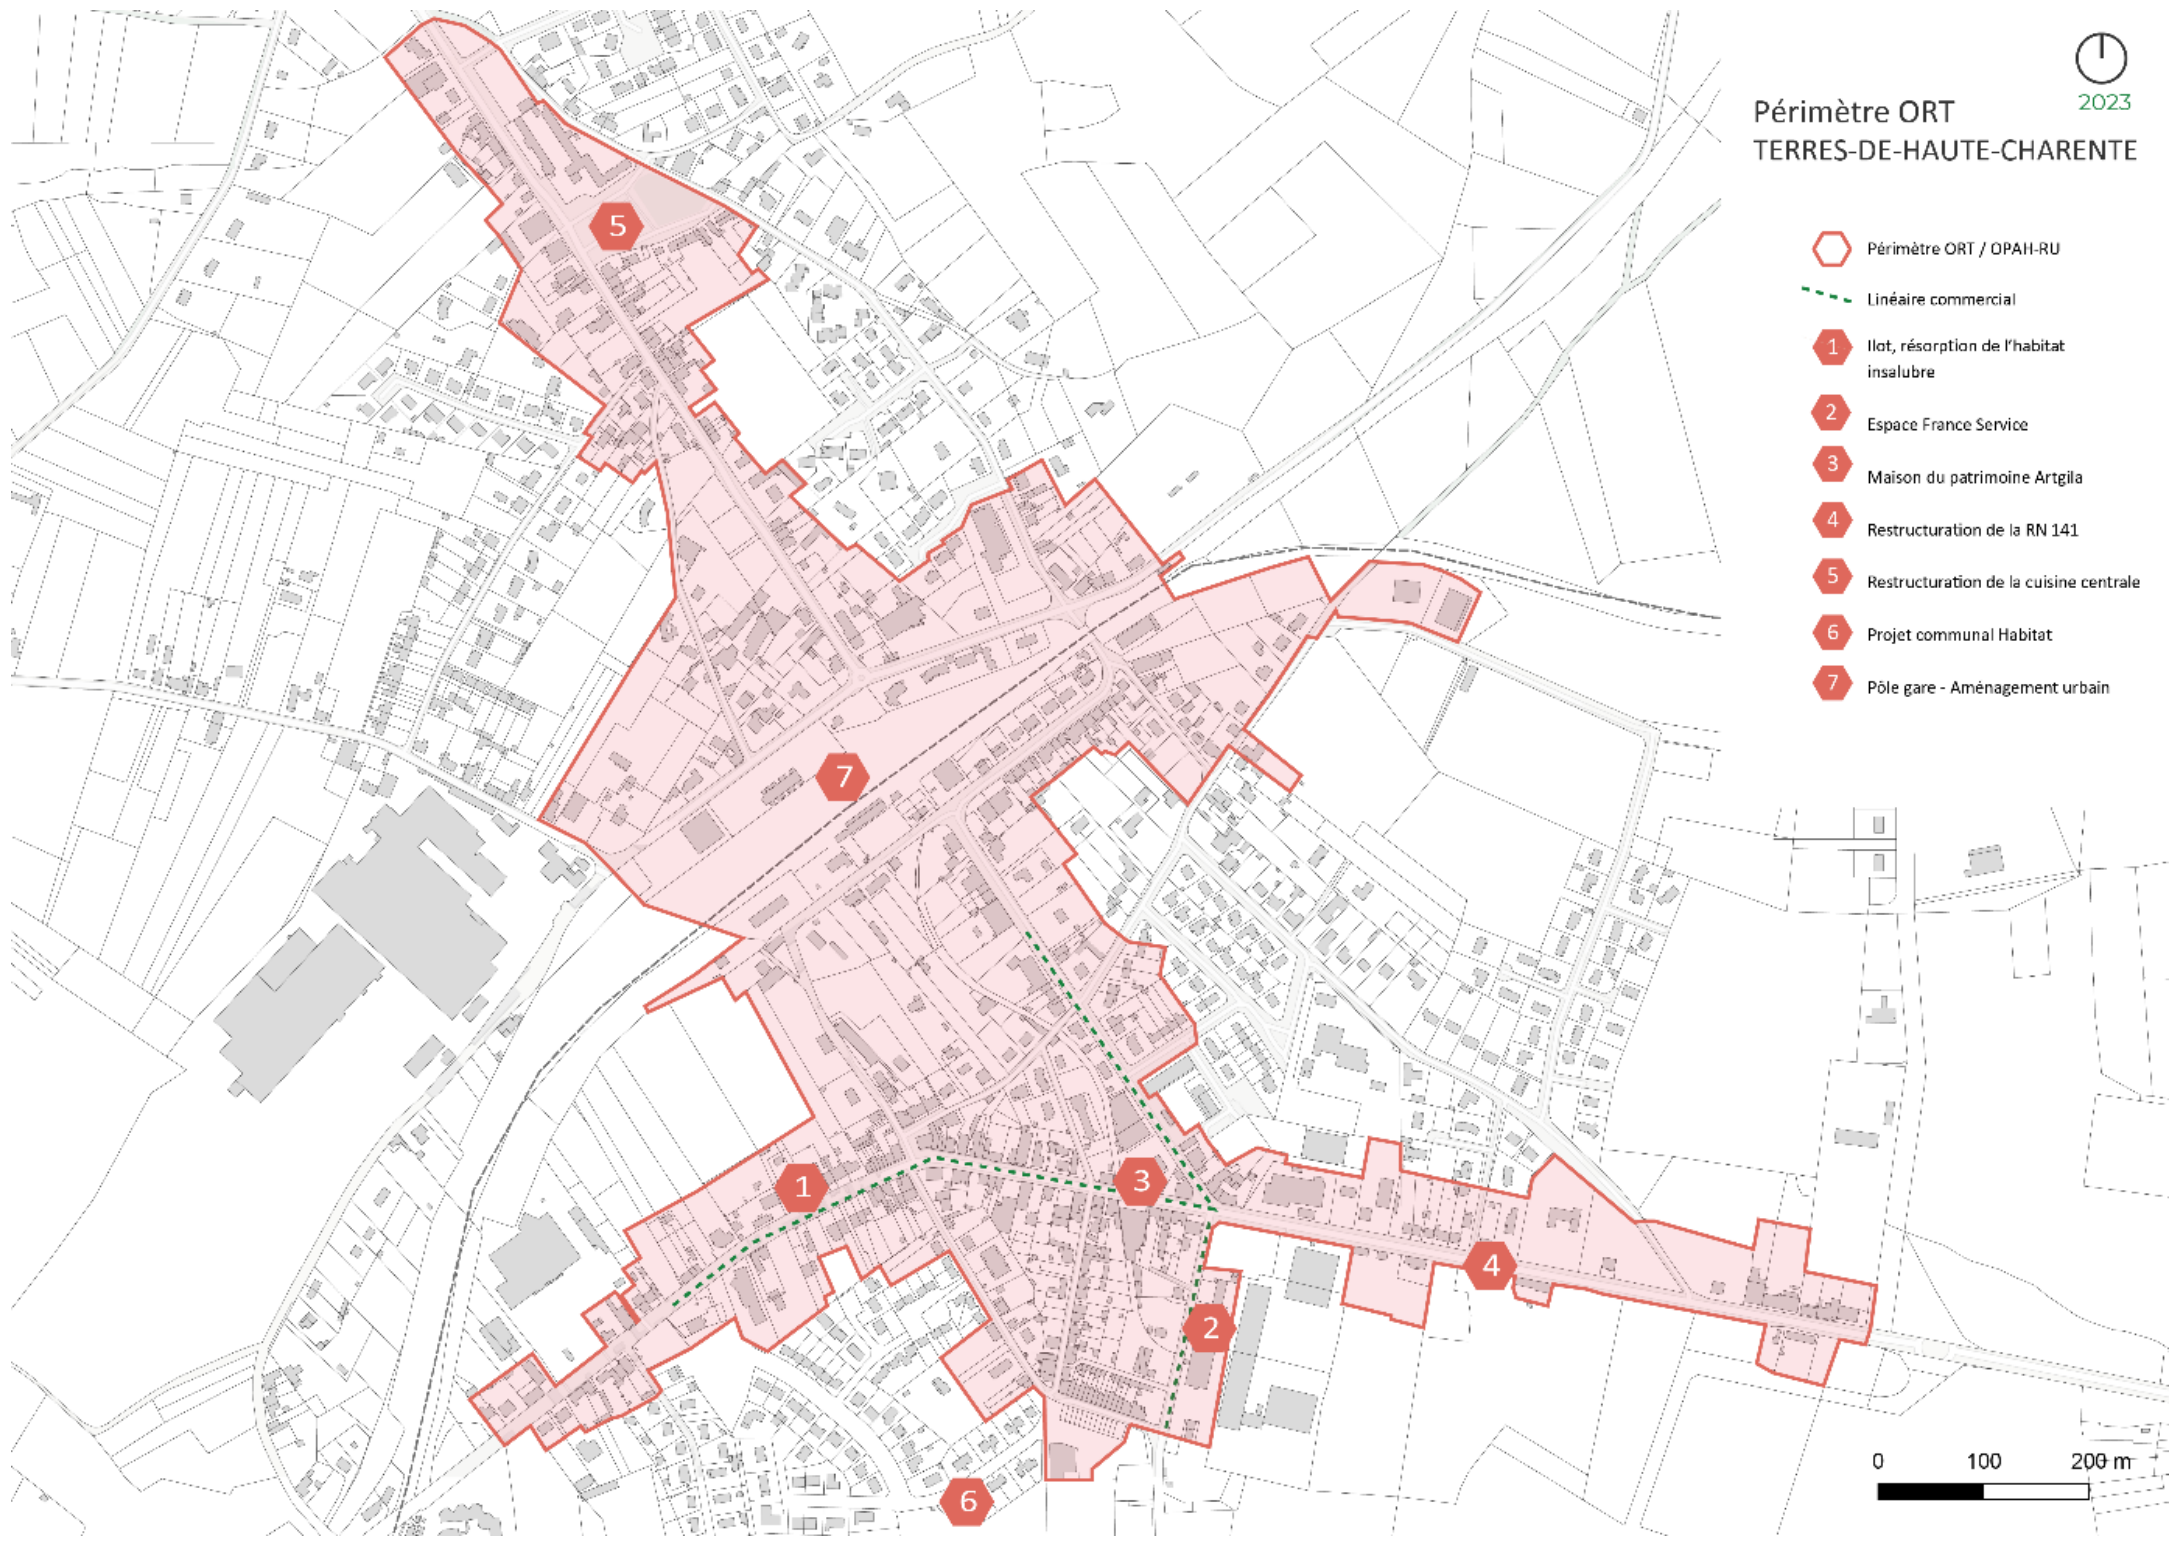 2023
Périmètre ORT
TERRES-DE-HAUTE-CHARENTE
Périmètre ORT / OPAH-RU
Linéaire commercial
1 Ilot, résorption de l'habitat
insalubre
2 Espace France Service
3 Maison du patrimoine Artgila
4 Restructuration de la RN 141
5 Restructuration de la cuisine centrale
6 Projet communal Habitat
7 Pôle gare - Aménagement urbain
5
7
1
3
4
2
6
0 100 200 m